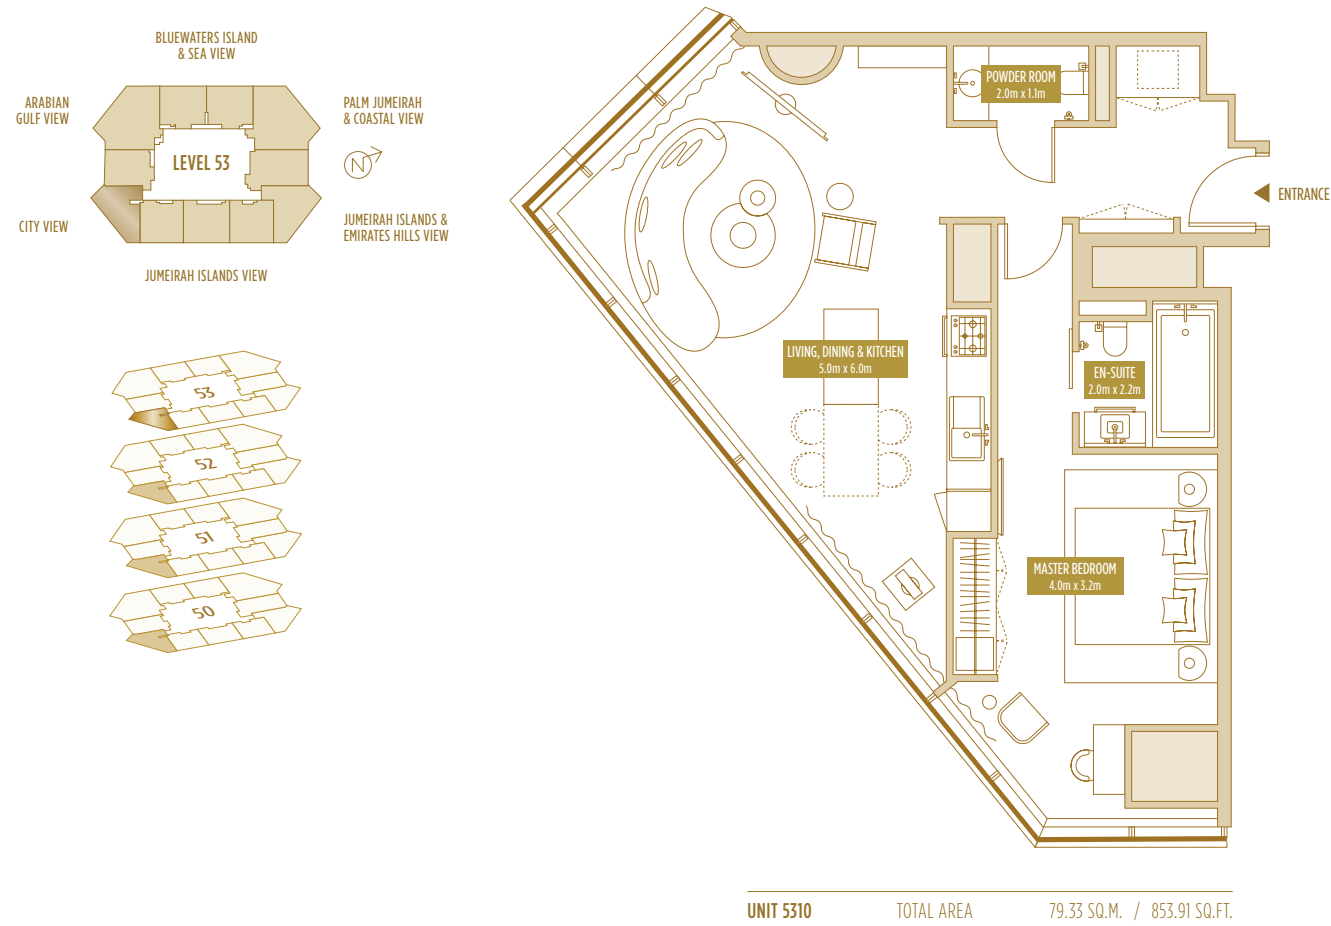 BLUEWATERS ISLAND
& SEA VIEW
ARABIAN
GULF VIEW
PALM JUMEIRAH
& COASTAL VIEW
LEVEL 53
N
CITY VIEW
JUMEIRAH ISLANDS &
EMIRATES HILLS VIEW
JUMEIRAH ISLANDS VIEW
53
52
51
50
POWDER ROOM
2.0m x 1.1m
ENTRANCE
LIVING, DINING & KITCHEN
5.0m x 6.0m
EN-SUITE
2.0m x 2.2m
MASTER BEDROOM
4.0m x 3.2m
UNIT 5310 TOTAL AREA 79.33 SQ.M. / 853.91 SQ.FT.